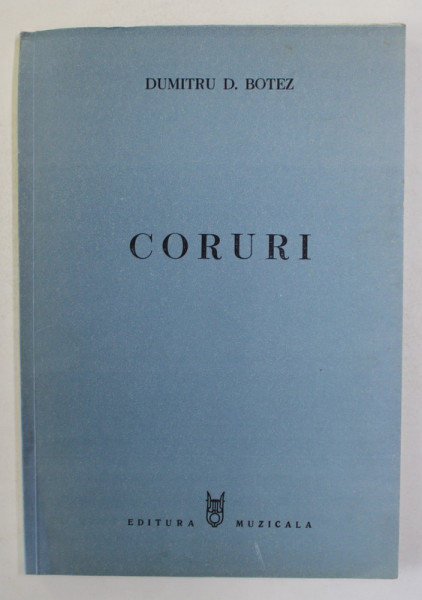 DUMITRU D. BOTEZ
CORURI
EDITURA MUZICALA